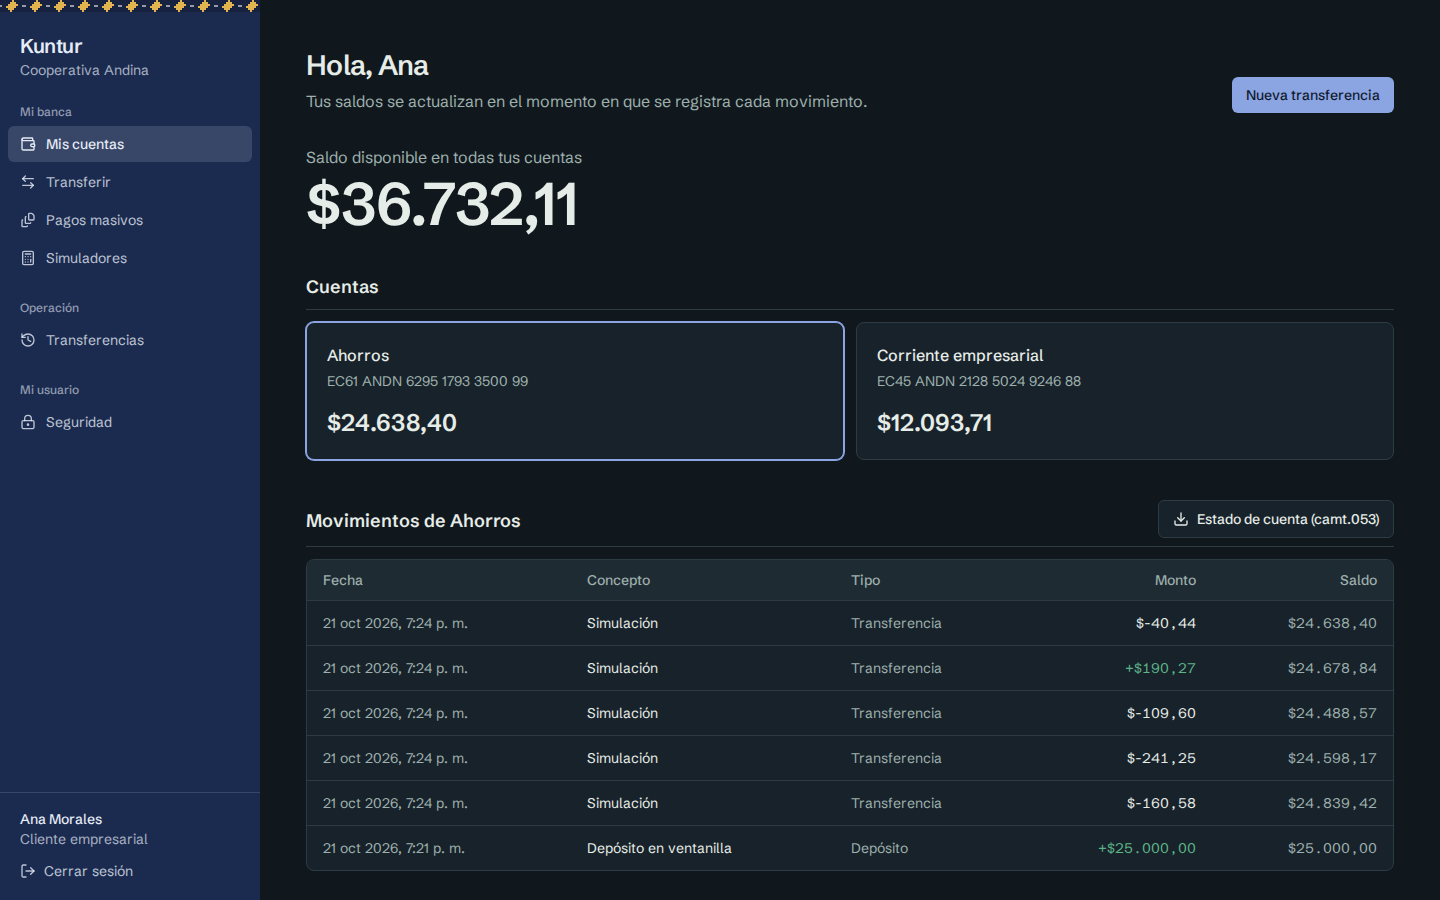 Kuntur
Cooperativa Andina
Mi banca
Mis cuentas
Transferir
Pagos masivos
Simuladores
Operación
Transferencias
Mi usuario
Seguridad
Ana Morales
Cliente empresarial
Cerrar sesión
Hola, Ana
Tus saldos se actualizan en el momento en que se registra cada movimiento.
Nueva transferencia
Saldo disponible en todas tus cuentas
$36.732,11
Cuentas
Ahorros
EC61 ANDN 6295 1793 3500 99
$24.638,40
Corriente empresarial
EC45 ANDN 2128 5024 9246 88
$12.093,71
Movimientos de Ahorros
Estado de cuenta (camt.053)
Fecha Concepto Tipo Monto Saldo
21 oct 2026, 7:24 p. m. Simulación Transferencia $-40,44 $24.638,40
21 oct 2026, 7:24 p. m. Simulación Transferencia +$190,27 $24.678,84
21 oct 2026, 7:24 p. m. Simulación Transferencia $-109,60 $24.488,57
21 oct 2026, 7:24 p. m. Simulación Transferencia $-241,25 $24.598,17
21 oct 2026, 7:24 p. m. Simulación Transferencia $-160,58 $24.839,42
21 oct 2026, 7:21 p. m. Depósito en ventanilla Depósito +$25.000,00 $25.000,00